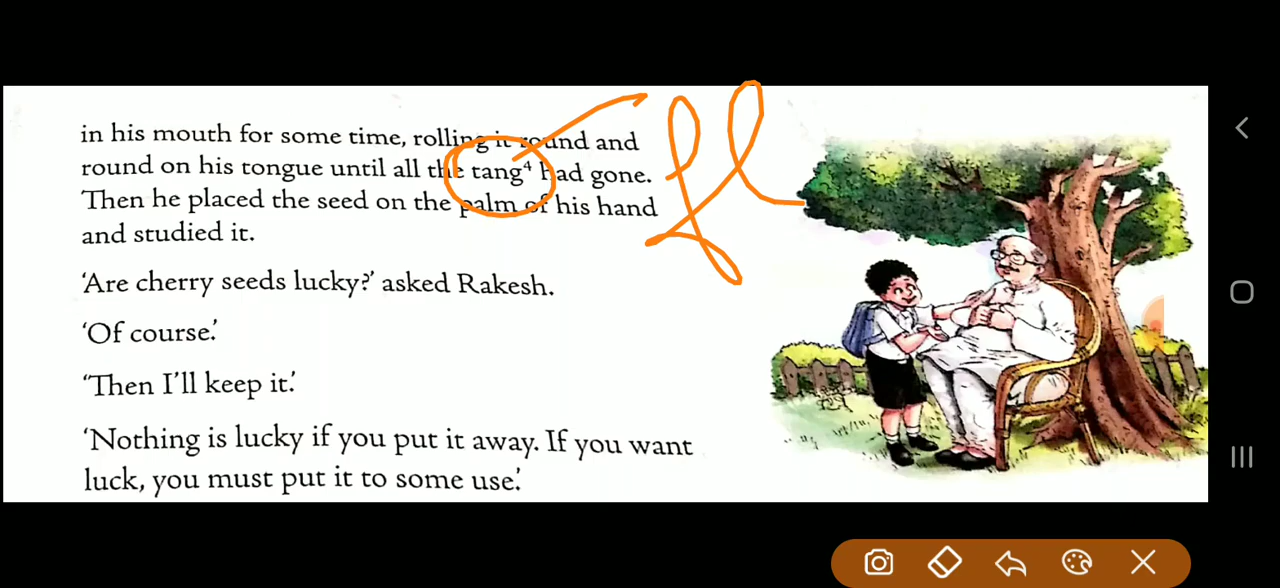 in his mouth for some time, rolling it round and
round on his tongue until all the tang⁴ had gone.
Then he placed the seed on the palm of his hand
and studied it.
‘Are cherry seeds lucky?’ asked Rakesh.
‘Of course.’
‘Then I’ll keep it.’
‘Nothing is lucky if you put it away. If you want
luck, you must put it to some use.’